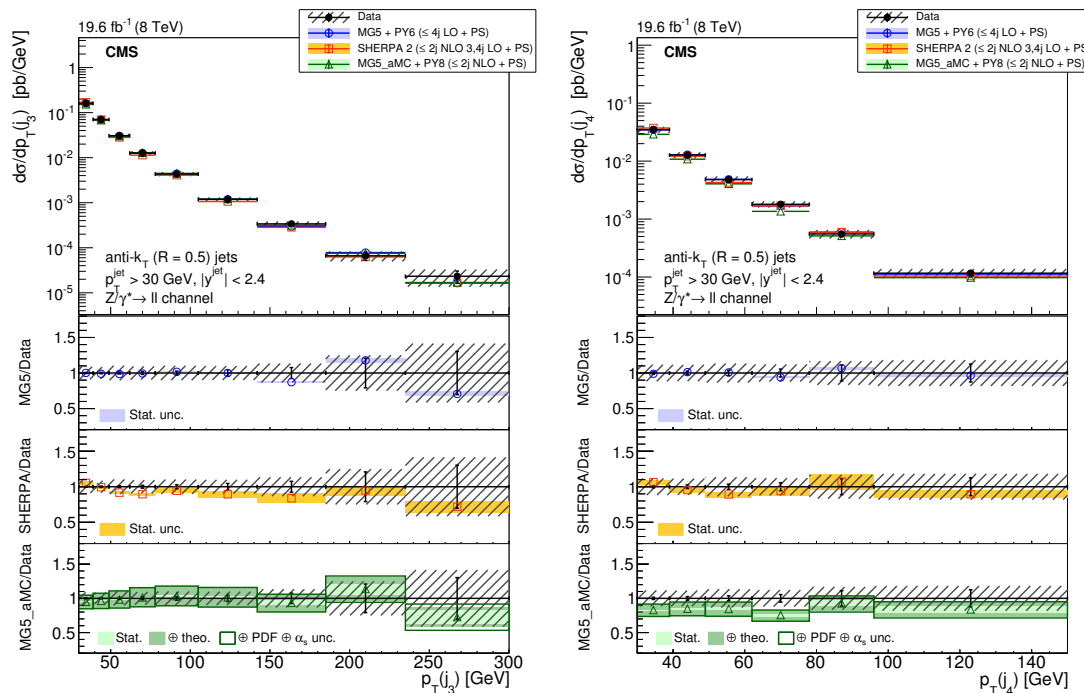 19.6 fb⁻¹ (8 TeV)
Data
MG5 + PY6 (≤ 4j LO + PS)
SHERPA 2 (≤ 2j NLO 3,4j LO + PS)
MG5_aMC + PY8 (≤ 2j NLO + PS)
CMS
dσ/dp_T(j_3) [pb/GeV]
1
10⁻¹
10⁻²
10⁻³
10⁻⁴
10⁻⁵
anti-k_T (R = 0.5) jets
p_T^jet > 30 GeV, |y^jet| < 2.4
Z/γ*→ ll channel
MG5/Data
1.5
1
0.5
Stat. unc.
SHERPA/Data
1.5
1
0.5
Stat. unc.
MG5_aMC/Data
1.5
1
0.5
Stat. ⊕ theo. ⊕ PDF ⊕ α_s unc.
50 100 150 200 250 300
p_T(j_3) [GeV]
19.6 fb⁻¹ (8 TeV)
Data
MG5 + PY6 (≤ 4j LO + PS)
SHERPA 2 (≤ 2j NLO 3,4j LO + PS)
MG5_aMC + PY8 (≤ 2j NLO + PS)
CMS
dσ/dp_T(j_4) [pb/GeV]
1
10⁻¹
10⁻²
10⁻³
10⁻⁴
anti-k_T (R = 0.5) jets
p_T^jet > 30 GeV, |y^jet| < 2.4
Z/γ*→ ll channel
MG5/Data
1.5
1
0.5
Stat. unc.
SHERPA/Data
1.5
1
0.5
Stat. unc.
MG5_aMC/Data
1.5
1
0.5
Stat. ⊕ theo. ⊕ PDF ⊕ α_s unc.
40 60 80 100 120 140
p_T(j_4) [GeV]